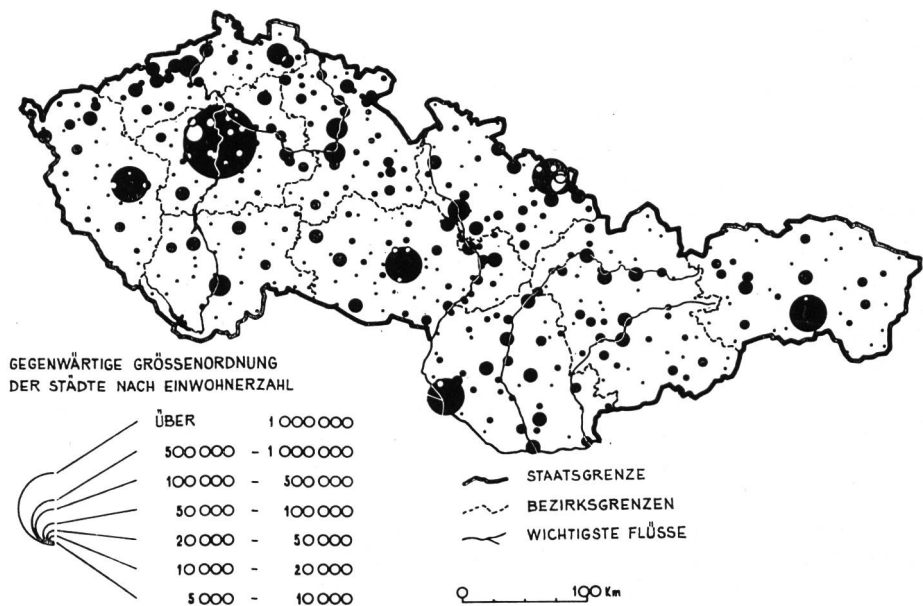 GEGENWÄRTIGE GRÖSSENORDNUNG
DER STÄDTE NACH EINWOHNERZAHL
ÜBER 1 000 000
500 000 - 1 000 000
100 000 - 500 000
50 000 - 100 000
20 000 - 50 000
10 000 - 20 000
5 000 - 10 000
STAATSGRENZE
BEZIRKSGRENZEN
WICHTIGSTE FLÜSSE
0 100 Km